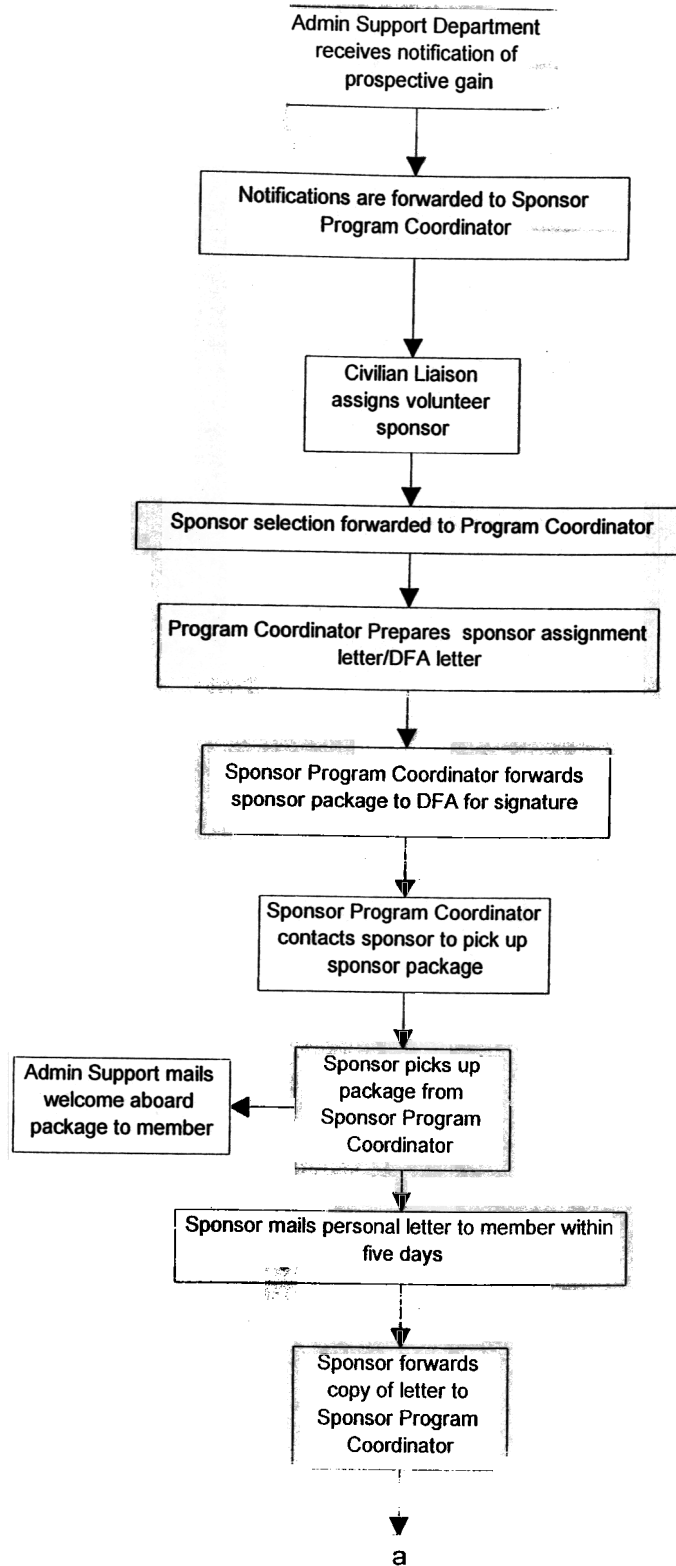 Admin Support Department
receives notification of
prospective gain
Notifications are forwarded to Sponsor
Program Coordinator
Civilian Liaison
assigns volunteer
sponsor
Sponsor selection forwarded to Program Coordinator
Program Coordinator Prepares sponsor assignment
letter/DFA letter
Sponsor Program Coordinator forwards
sponsor package to DFA for signature
Sponsor Program Coordinator
contacts sponsor to pick up
sponsor package
Admin Support mails
welcome aboard
package to member
Sponsor picks up
package from
Sponsor Program
Coordinator
Sponsor mails personal letter to member within
five days
Sponsor forwards
copy of letter to
Sponsor Program
Coordinator
a